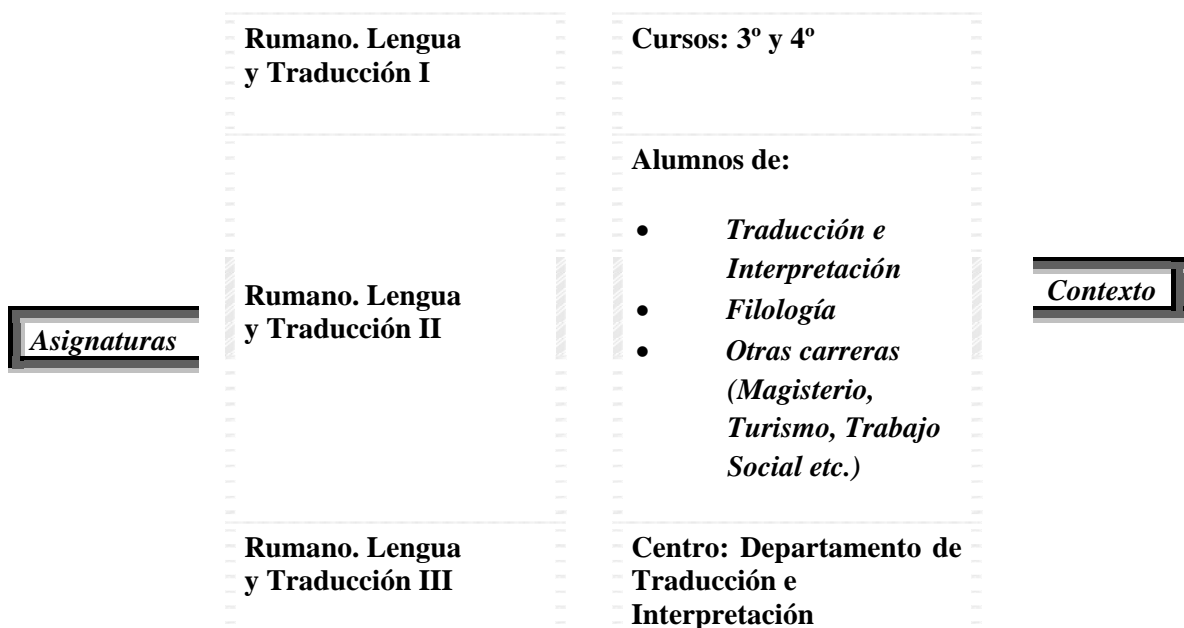 Asignaturas
Rumano. Lengua
y Traducción I
Rumano. Lengua
y Traducción II
Rumano. Lengua
y Traducción III
Cursos: 3º y 4º
Alumnos de:
• Traducción e
Interpretación
• Filología
• Otras carreras
(Magisterio,
Turismo, Trabajo
Social etc.)
Centro: Departamento de
Traducción e
Interpretación
Contexto